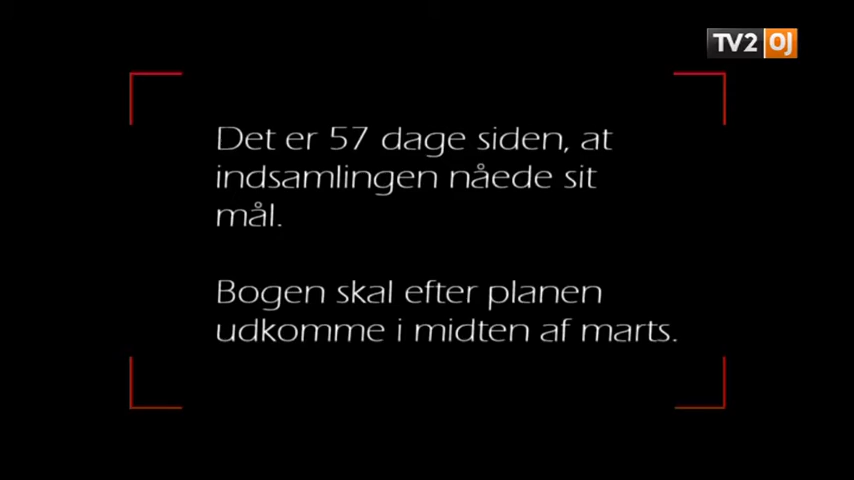 TV2 OJ
Det er 57 dage siden, at
indsamlingen nåede sit
mål.
Bogen skal efter planen
udkomme i midten af marts.